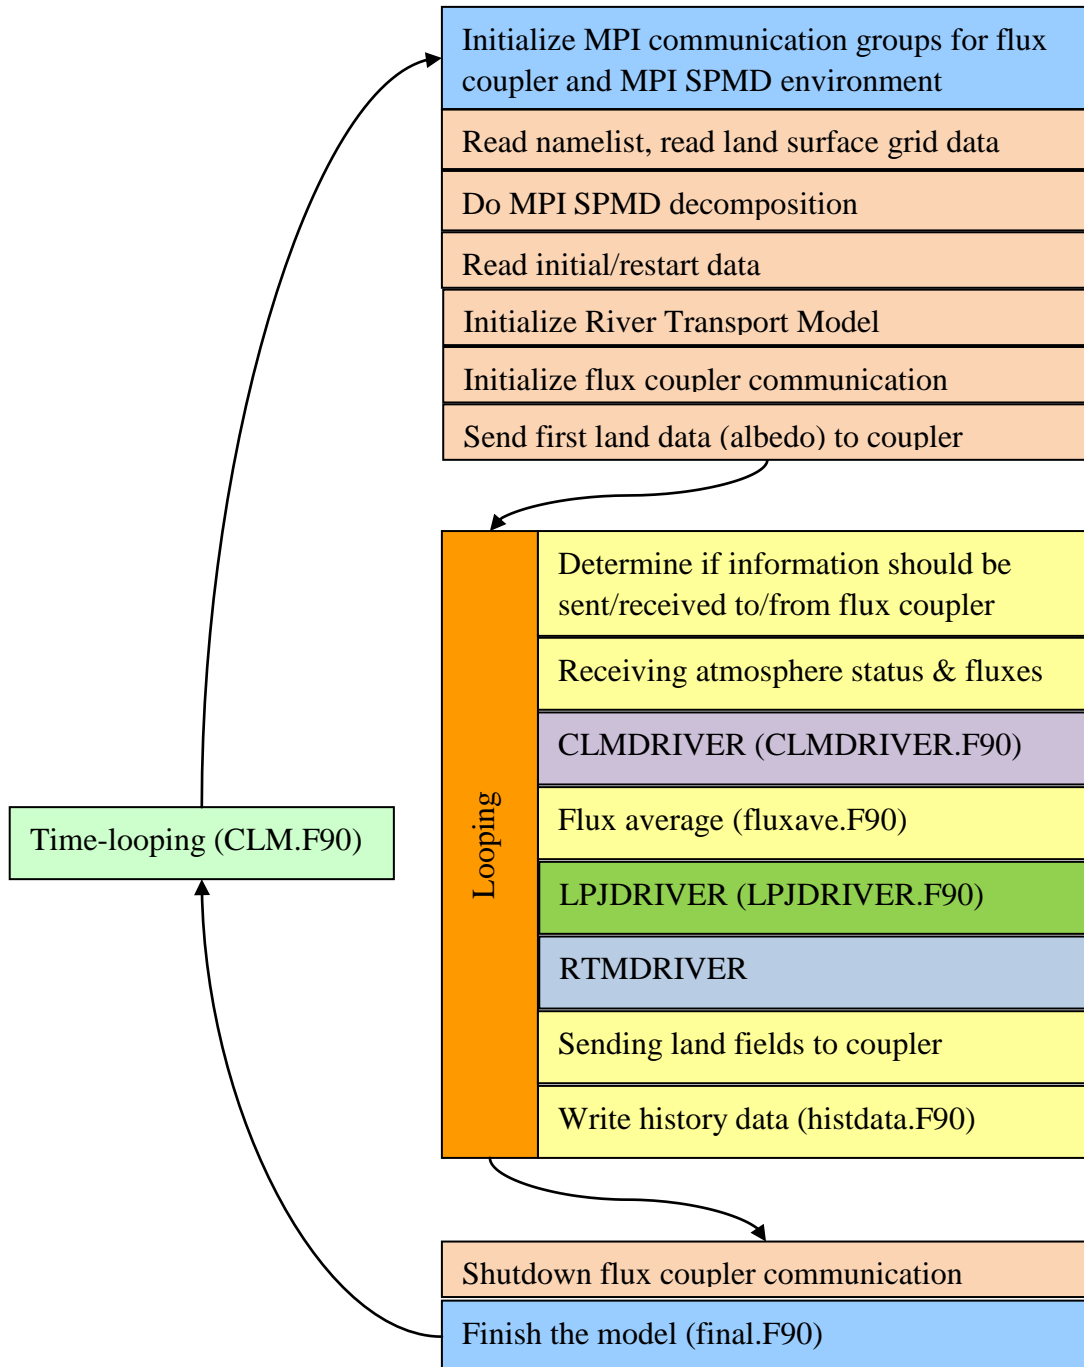 Initialize MPI communication groups for flux
coupler and MPI SPMD environment
Read namelist, read land surface grid data
Do MPI SPMD decomposition
Read initial/restart data
Initialize River Transport Model
Initialize flux coupler communication
Send first land data (albedo) to coupler
Time-looping (CLM.F90)
Looping
Determine if information should be
sent/received to/from flux coupler
Receiving atmosphere status & fluxes
CLMDRIVER (CLMDRIVER.F90)
Flux average (fluxave.F90)
LPJDRIVER (LPJDRIVER.F90)
RTMDRIVER
Sending land fields to coupler
Write history data (histdata.F90)
Shutdown flux coupler communication
Finish the model (final.F90)